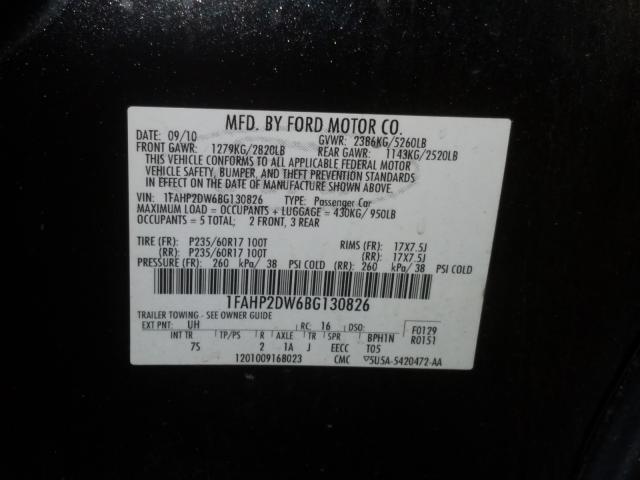 MFD. BY FORD MOTOR CO.
DATE: 09/10 GVWR: 2386KG/5260LB
FRONT GAWR: 1279KG/2820LB REAR GAWR: 1143KG/2520LB
THIS VEHICLE CONFORMS TO ALL APPLICABLE FEDERAL MOTOR
VEHICLE SAFETY, BUMPER, AND THEFT PREVENTION STANDARDS
IN EFFECT ON THE DATE OF MANUFACTURE SHOWN ABOVE.
VIN: 1FAHP2DW6BG130826 TYPE: Passenger Car
MAXIMUM LOAD = OCCUPANTS + LUGGAGE = 430KG/950LB
OCCUPANTS = 5 TOTAL; 2 FRONT, 3 REAR
TIRE (FR): P235/60R17 100T RIMS (FR): 17X7.5J
(RR): P235/60R17 100T (RR): 17X7.5J
PRESSURE (FR): 260 kPa/ 38 PSI COLD (RR): 260 kPa/ 38 PSI COLD
1FAHP2DW6BG130826
TRAILER TOWING - SEE OWNER GUIDE
EXT PNT: UH RC: 16 DSO: F0129
INT TR TP/PS R AXLE TR SPR BPH1N R0151
7S 2 1A J EECC T05
1201009168023 CMC 5U5A-5420472-AA